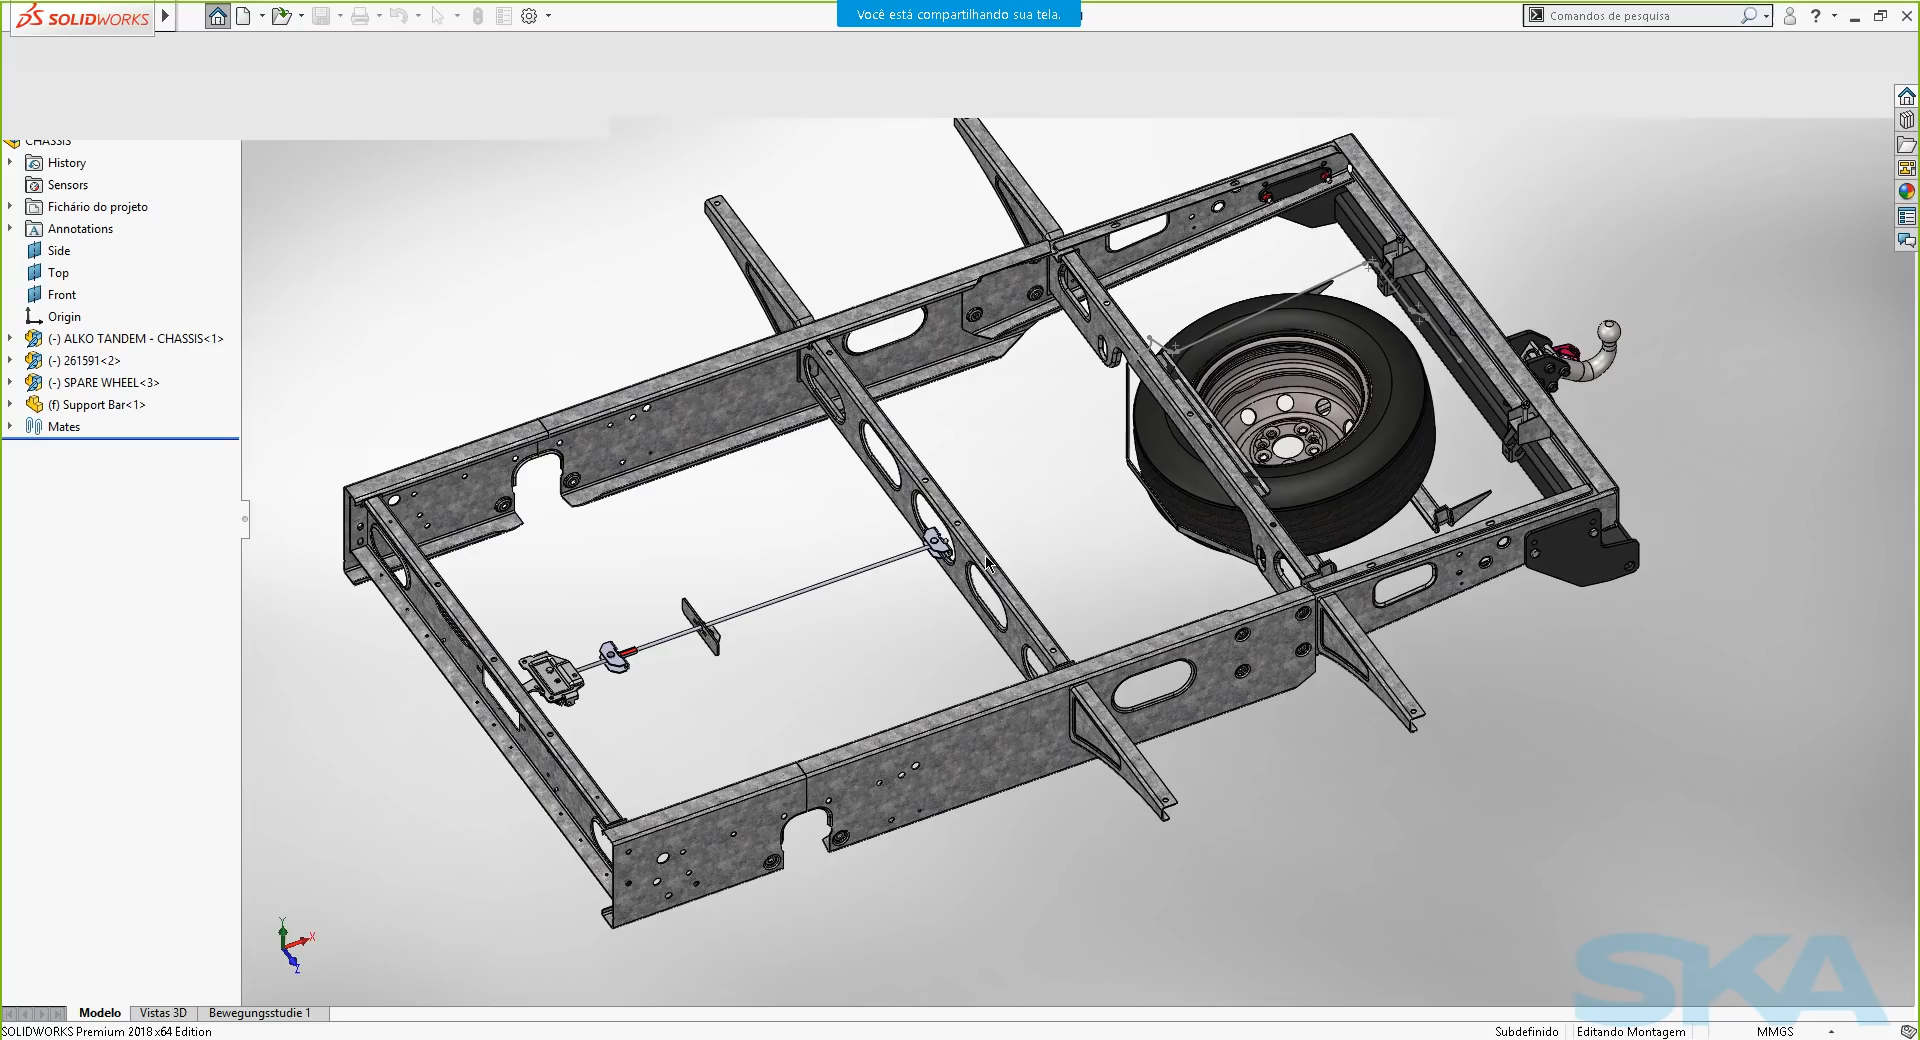 SOLIDWORKS
Você está compartilhando sua tela.
Comandos de pesquisa
?
CHASSIS
History
Sensors
Fichário do projeto
A Annotations
Side
Top
Front
Origin
(-) ALKO TANDEM - CHASSIS<1>
(-) 261591<2>
(-) SPARE WHEEL<3>
(f) Support Bar<1>
Mates
Y
X
Z
SKA
Modelo
Vistas 3D
Bewegungsstudie 1
SOLIDWORKS Premium 2018 x64 Edition
Subdefinido
Editando Montagem
MMGS